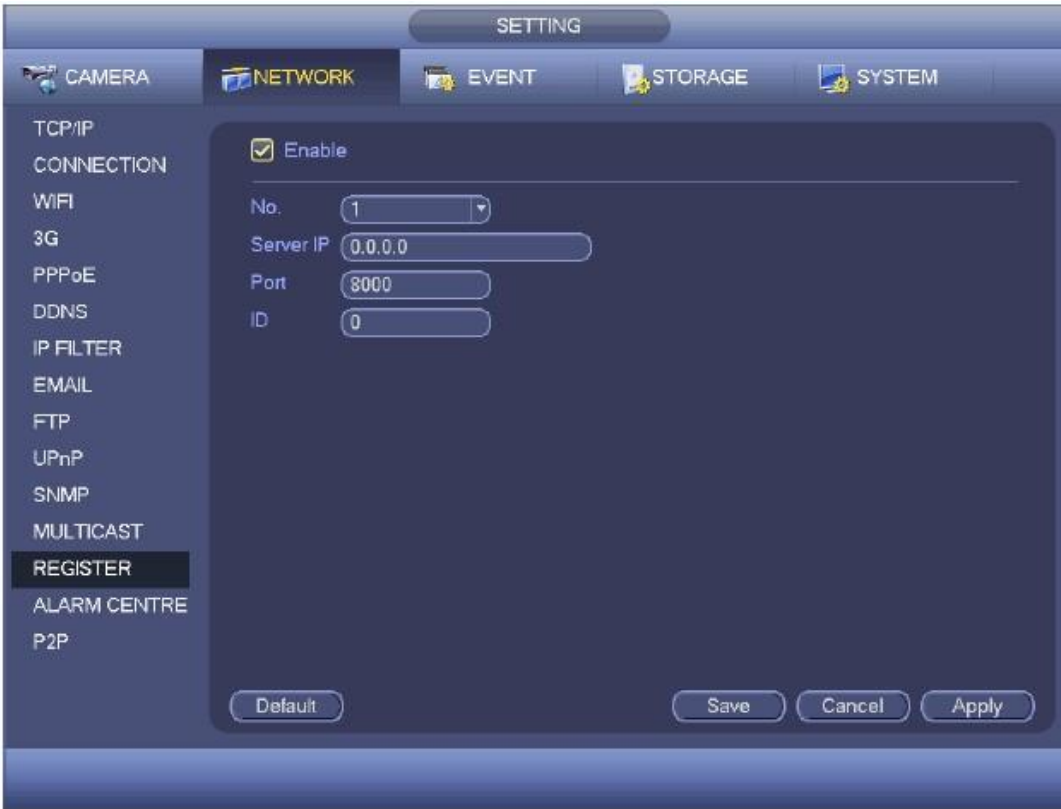 SETTING
CAMERA NETWORK EVENT STORAGE SYSTEM
TCP/IP
CONNECTION
WIFI
3G
PPPoE
DDNS
IP FILTER
EMAIL
FTP
UPnP
SNMP
MULTICAST
REGISTER
ALARM CENTRE
P2P
Enable
No. 1
Server IP 0.0.0.0
Port 8000
ID 0
Default Save Cancel Apply